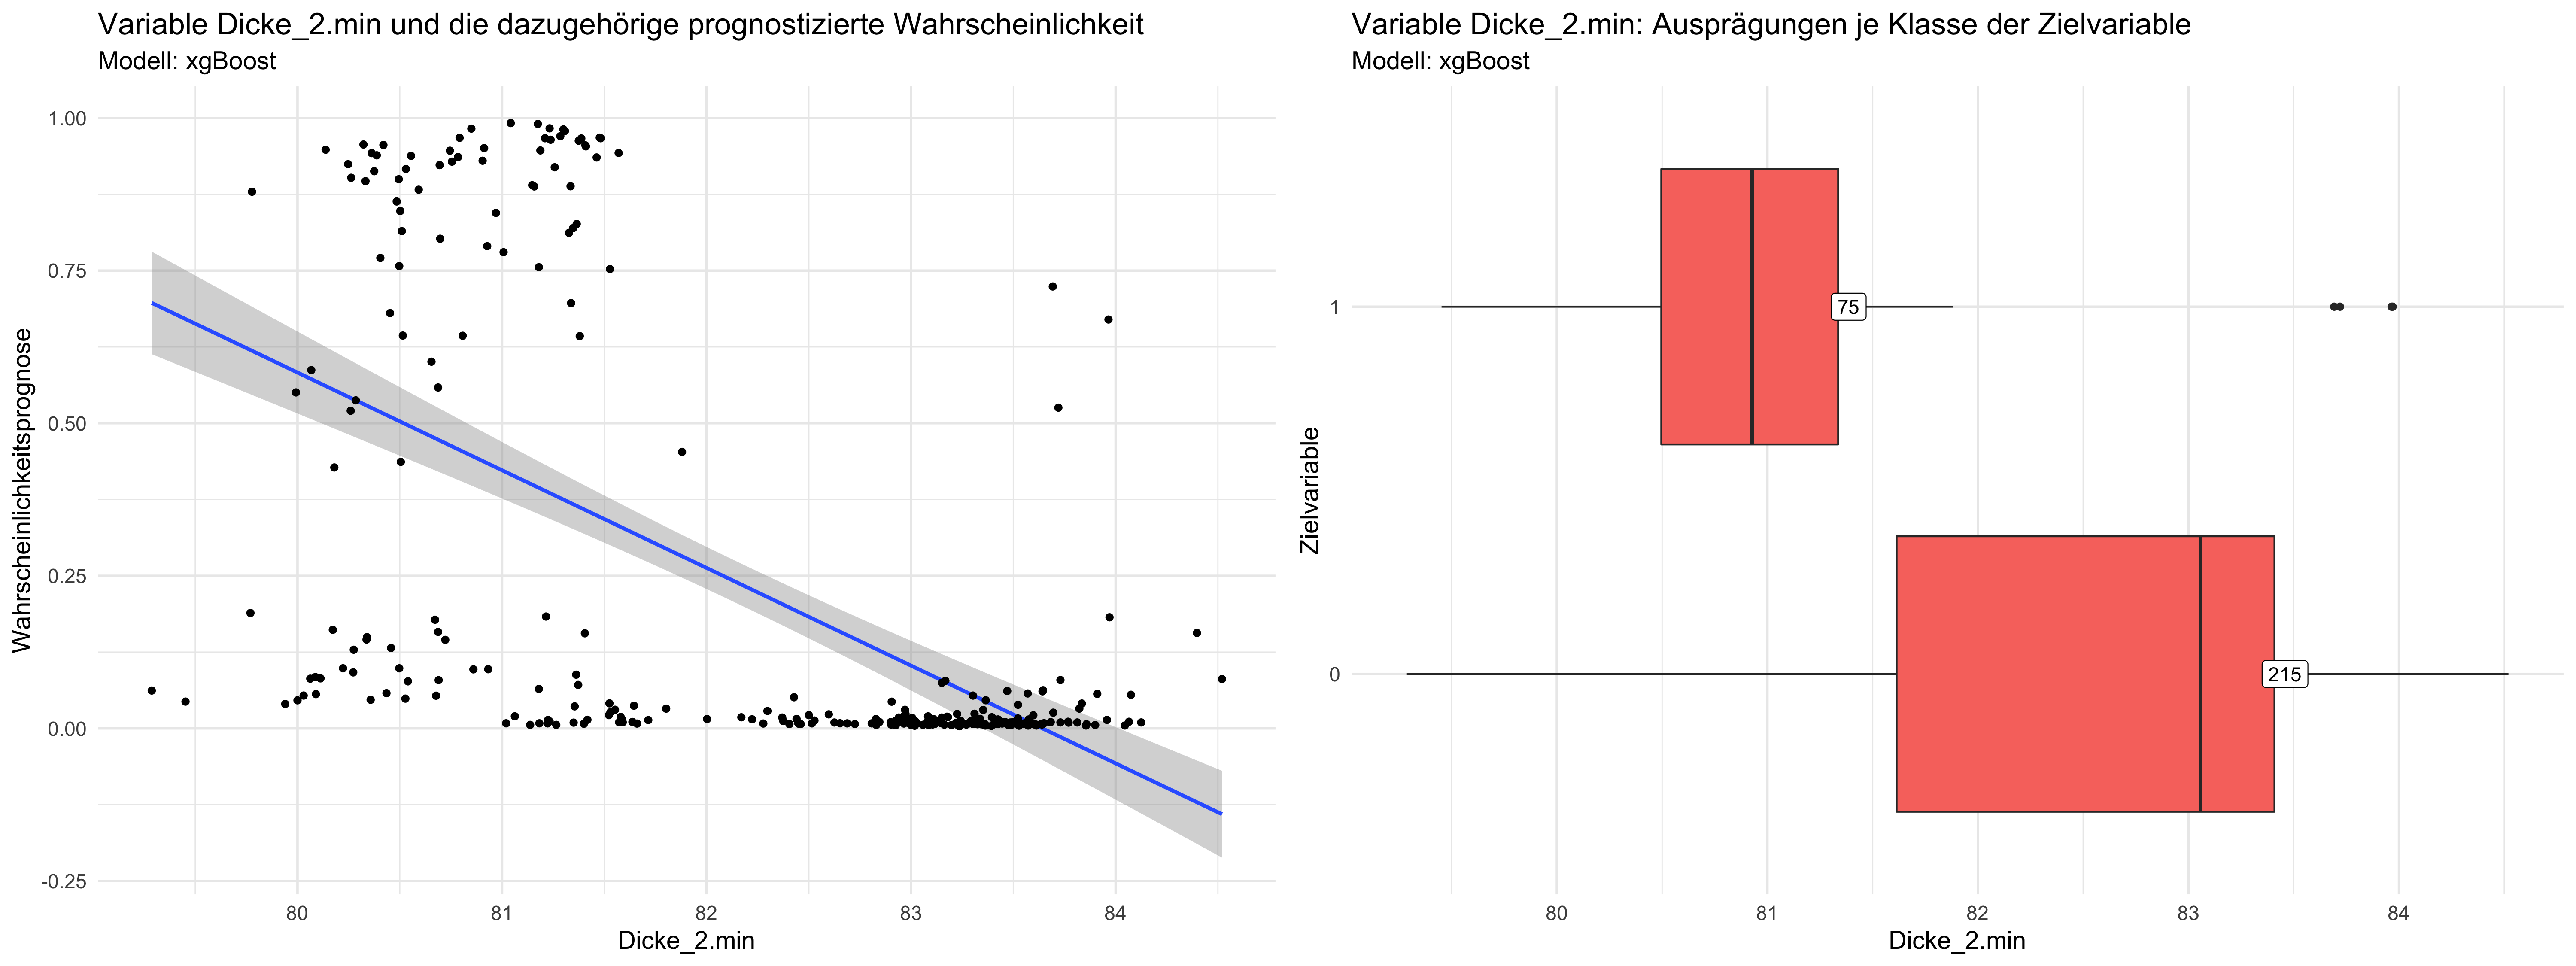 Variable Dicke_2.min und die dazugehörige prognostizierte Wahrscheinlichkeit
Modell: xgBoost
Wahrscheinlichkeitsprognose
1.00
0.75
0.50
0.25
0.00
-0.25
80 81 82 83 84
Dicke_2.min
Variable Dicke_2.min: Ausprägungen je Klasse der Zielvariable
Modell: xgBoost
Zielvariable
1
75
0
215
80 81 82 83 84
Dicke_2.min